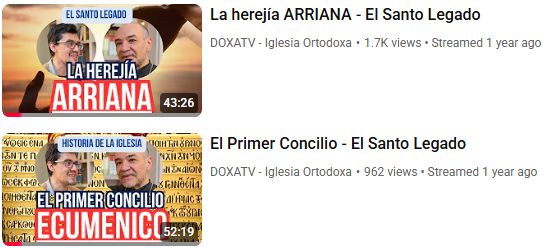 EL SANTO LEGADO
LA HEREJÍA
ARRIANA
43:26
La herejía ARRIANA - El Santo Legado
DOXATV - Iglesia Ortodoxa • 1.7K views • Streamed 1 year ago
HISTORIA DE LA IGLESIA
EL PRIMER CONCILIO
ECUMENICO
52:19
El Primer Concilio - El Santo Legado
DOXATV - Iglesia Ortodoxa • 962 views • Streamed 1 year ago